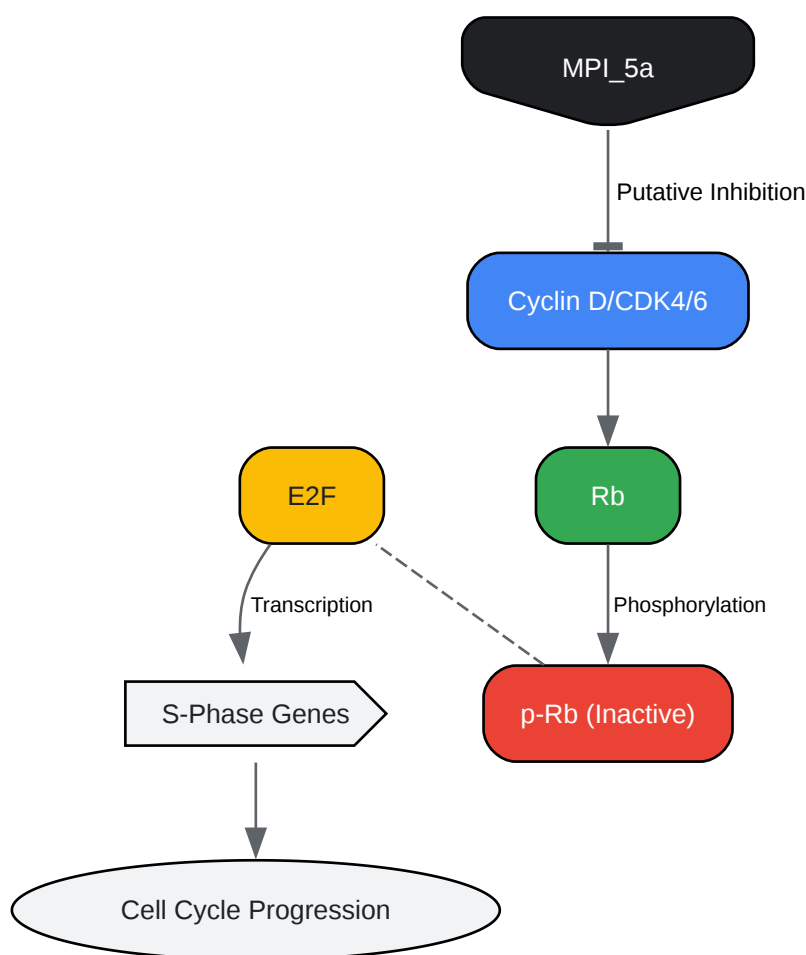 MPI_5a
Putative Inhibition
Cyclin D/CDK4/6
E2F
Rb
Transcription
Phosphorylation
S-Phase Genes
p-Rb (Inactive)
Cell Cycle Progression